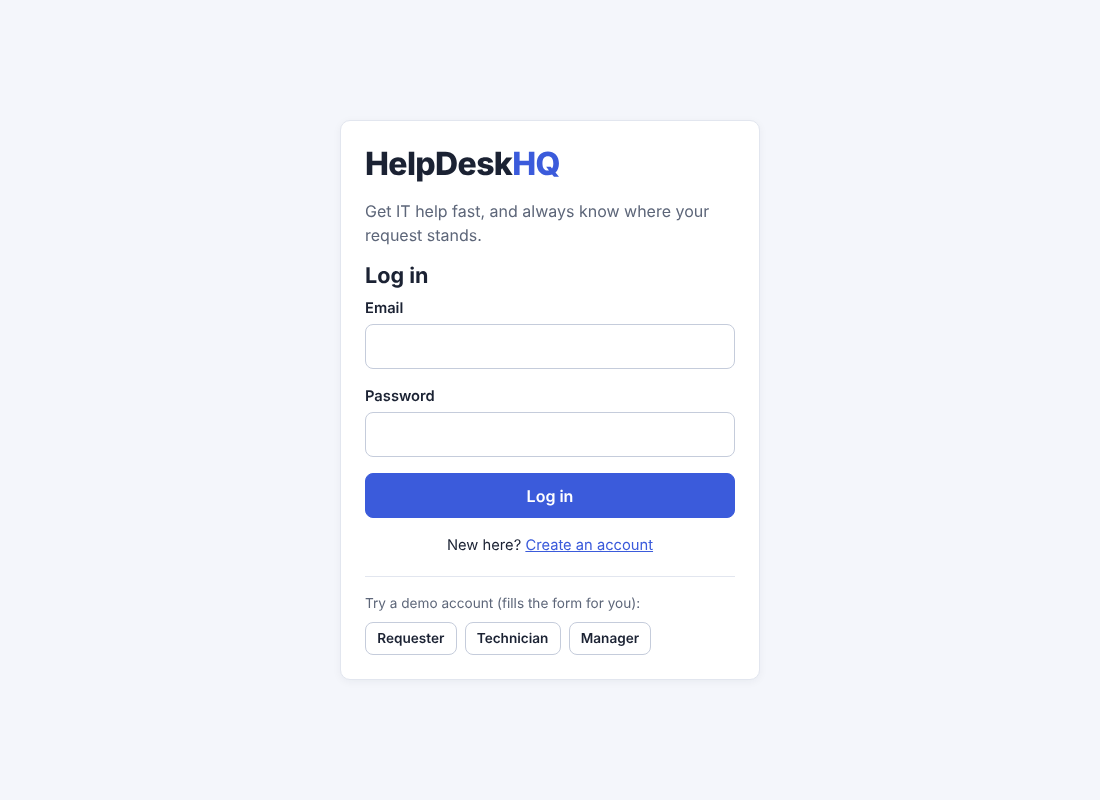 HelpDeskHQ
Get IT help fast, and always know where your
request stands.
Log in
Email
Password
Log in
New here? Create an account
Try a demo account (fills the form for you):
Requester Technician Manager